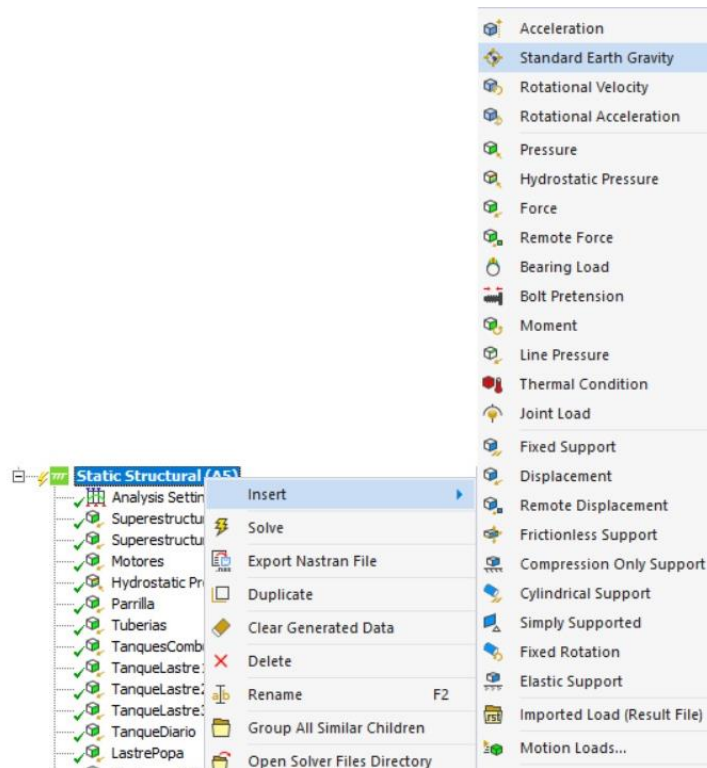 Acceleration
Standard Earth Gravity
Rotational Velocity
Rotational Acceleration
Pressure
Hydrostatic Pressure
Force
Remote Force
Bearing Load
Bolt Pretension
Moment
Line Pressure
Thermal Condition
Joint Load
Fixed Support
Displacement
Remote Displacement
Frictionless Support
Compression Only Support
Cylindrical Support
Simply Supported
Fixed Rotation
Elastic Support
Imported Load (Result File)
Motion Loads...
Static Structural (A5)
Analysis Settin
Superestructu
Superestructu
Motores
Hydrostatic Pr
Parrilla
Tuberias
TanquesComb
TanqueLastre
TanqueLastre2
TanqueLastre3
TanqueDiario
LastrePopa
Insert
Solve
Export Nastran File
Duplicate
Clear Generated Data
Delete
Rename F2
Group All Similar Children
Open Solver Files Directory